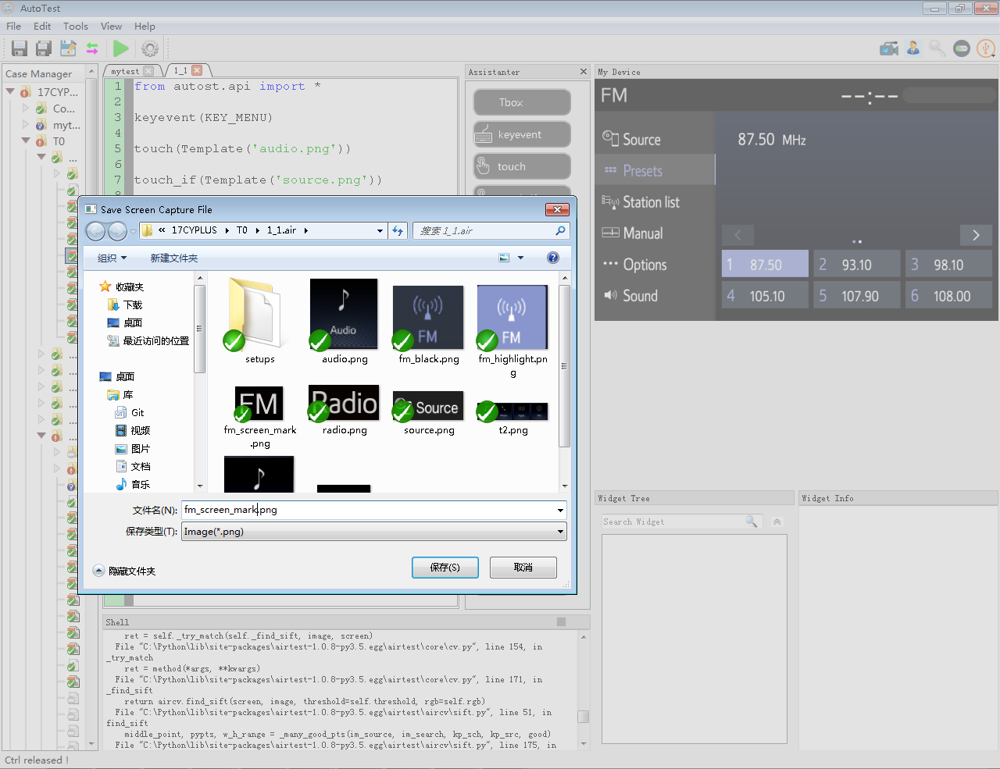 AutoTest
File Edit Tools View Help
Case Manager
17CYP...
Co...
myt...
T0
...
...
...
...
...
...
...
mytest
1_1
1 from autost.api import *
2
3 keyevent(KEY_MENU)
4
5 touch(Template('audio.png'))
6
7 touch_if(Template('source.png'))
Assistanter
Tbox
keyevent
touch
My Device
FM
--:--
Source
Presets
Station list
Manual
Options
Sound
87.50 MHz
1 87.50
2 93.10
3 98.10
4 105.10
5 107.90
6 108.00
Save Screen Capture File
« 17CYPLUS
T0
1_1.air
搜索 1_1.air
组织
新建文件夹
收藏夹
下载
桌面
最近访问的位置
桌面
库
Git
视频
图片
文档
音乐
setups
Audio
audio.png
FM
fm_black.png
FM
fm_highlight.pn
g
FM
fm_screen_mark
.png
Radio
radio.png
Source
source.png
t2.png
文件名(N):
fm_screen_mark.png
保存类型(T):
Image(*.png)
隐藏文件夹
保存(S)
取消
Widget Tree
Search Widget
Widget Info
Shell
ret = self._try_match(self._find_sift, image, screen)
File "C:\Python\lib\site-packages\airtest-1.0.8-py3.5.egg\airtest\core\cv.py", line 154, in
_try_match
ret = method(*args, **kwargs)
File "C:\Python\lib\site-packages\airtest-1.0.8-py3.5.egg\airtest\core\cv.py", line 171, in
_find_sift
return aircv.find_sift(screen, image, threshold=self.threshold, rgb=self.rgb)
File "C:\Python\lib\site-packages\airtest-1.0.8-py3.5.egg\airtest\aircv\sift.py", line 51, in
find_sift
middle_point, pypts, w_h_range = _many_good_pts(im_source, im_search, kp_sch, kp_src, good)
File "C:\Python\lib\site-packages\airtest-1.0.8-py3.5.egg\airtest\aircv\sift.py", line 175, in
Ctrl released !